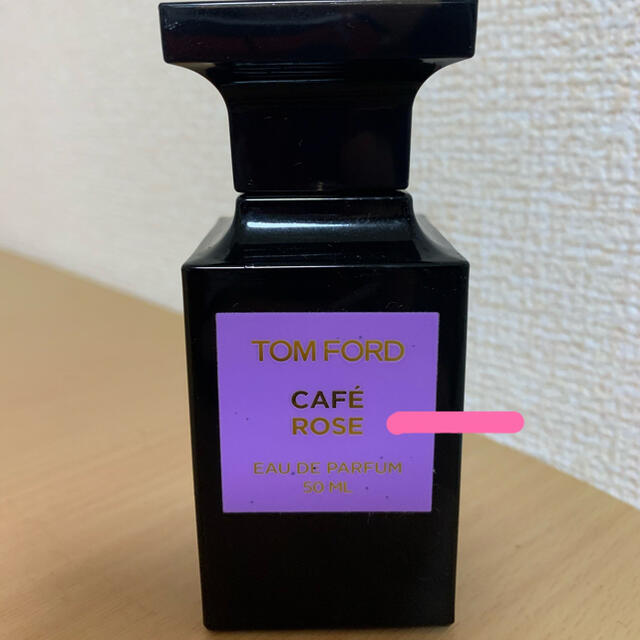 TOM FORD
CAFÉ
ROSE
EAU DE PARFUM
50 ML